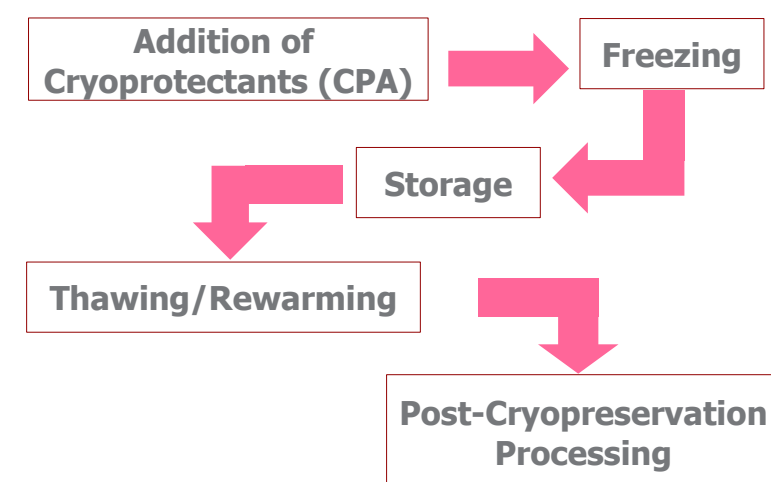 Addition of
Cryoprotectants (CPA)
Freezing
Storage
Thawing/Rewarming
Post-Cryopreservation
Processing